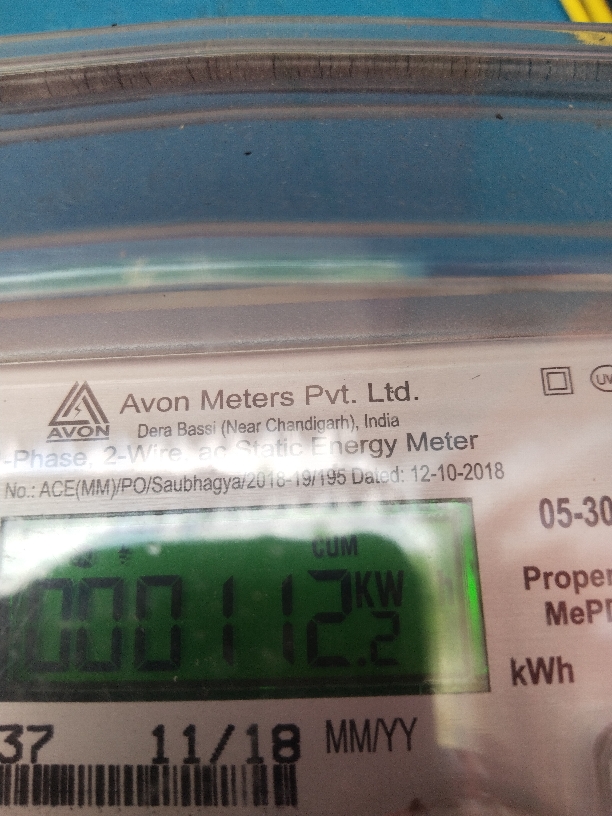 Avon Meters Pvt. Ltd.
AVON
Dera Bassi (Near Chandigarh), India
-Phase, 2-Wire, ac Static Energy Meter
No.: ACE(MM)/PO/Saubhagya/2018-19/195 Dated: 12-10-2018
UV
05-30
CUM
000112.2 KW
Proper
MePD
kWh
37 11/18 MM/YY